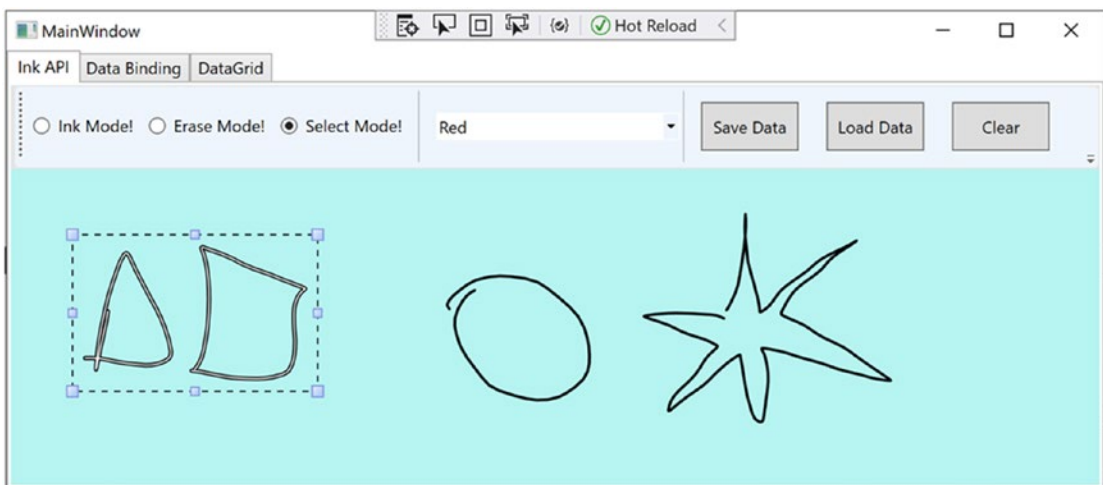 MainWindow
Hot Reload
Ink API Data Binding DataGrid
Ink Mode! Erase Mode! Select Mode! Red Save Data Load Data Clear